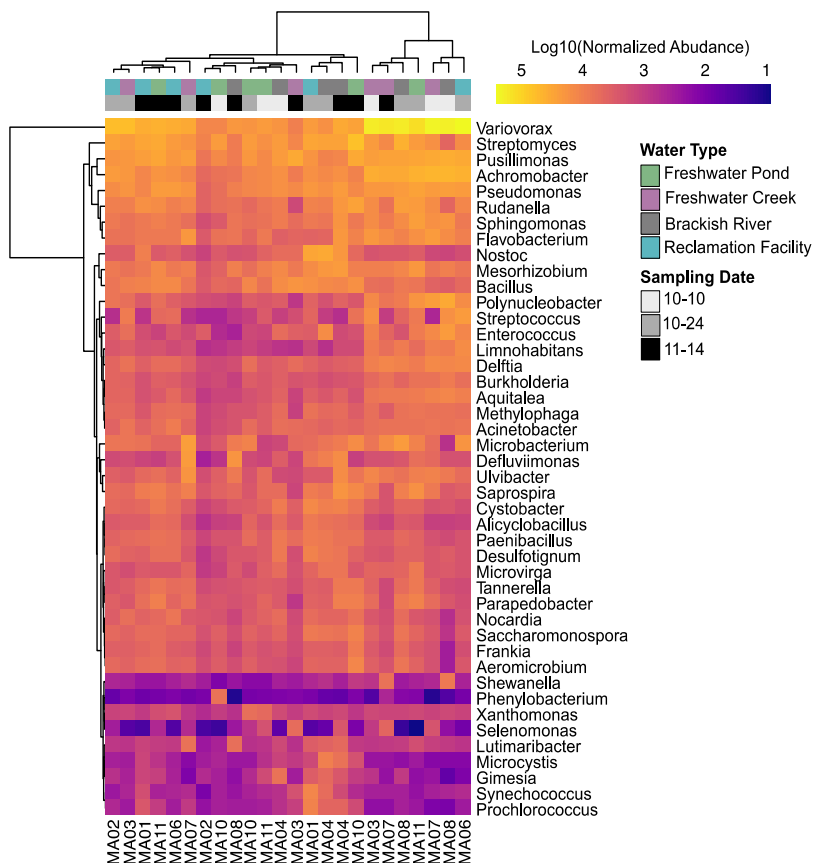 Log10(Normalized Abudance)
5 4 3 2 1
Water Type
Freshwater Pond
Freshwater Creek
Brackish River
Reclamation Facility
Sampling Date
10-10
10-24
11-14
Variovorax
Streptomyces
Pusillimonas
Achromobacter
Pseudomonas
Rudanella
Sphingomonas
Flavobacterium
Nostoc
Mesorhizobium
Bacillus
Polynucleobacter
Streptococcus
Enterococcus
Limnohabitans
Delftia
Burkholderia
Aquitalea
Methylophaga
Acinetobacter
Microbacterium
Defluviimonas
Ulvibacter
Saprospira
Cystobacter
Alicyclobacillus
Paenibacillus
Desulfotignum
Microvirga
Tannerella
Parapedobacter
Nocardia
Saccharomonospora
Frankia
Aeromicrobium
Shewanella
Phenylobacterium
Xanthomonas
Selenomonas
Lutimaribacter
Microcystis
Gimesia
Synechococcus
Prochlorococcus
MA02
MA03
MA01
MA11
MA06
MA07
MA02
MA10
MA08
MA10
MA11
MA04
MA03
MA01
MA04
MA04
MA10
MA03
MA07
MA08
MA11
MA07
MA08
MA06